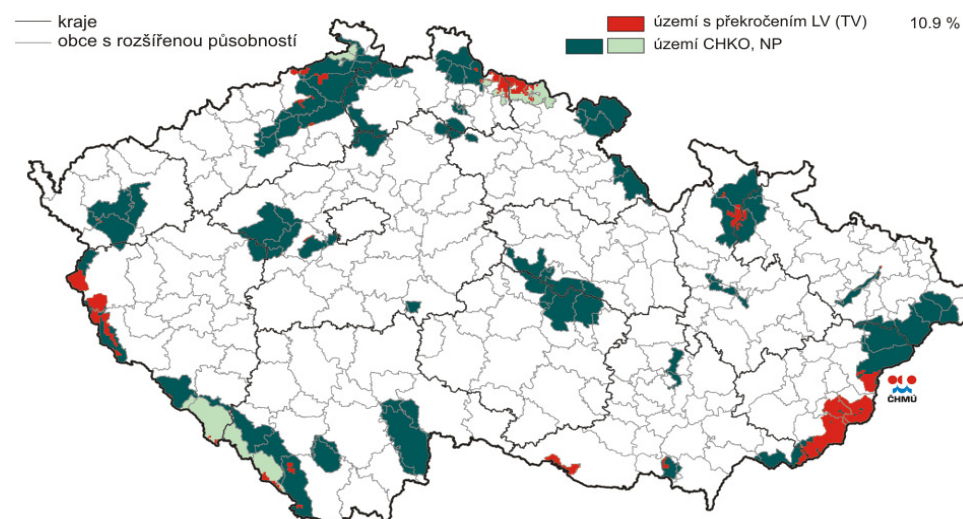 kraje
obce s rozšířenou působností
území s překročením LV (TV) 10.9 %
území CHKO, NP
ČHMÚ